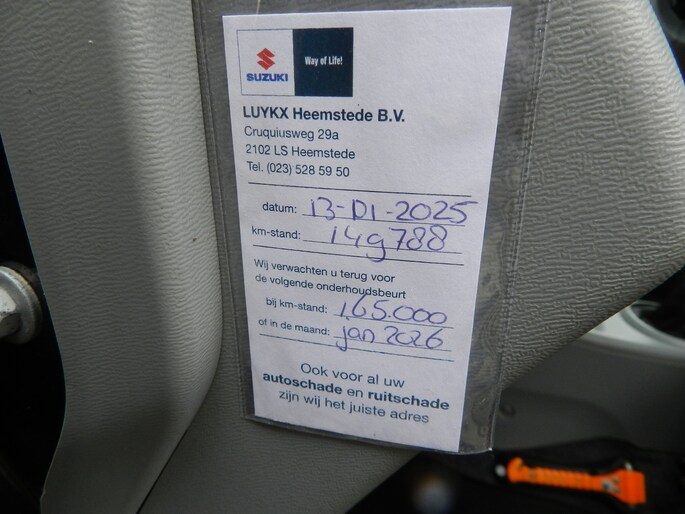 SUZUKI
Way of Life!
LUYKX Heemstede B.V.
Cruquiusweg 29a
2102 LS Heemstede
Tel. (023) 528 59 50
datum: 13-01-2025
km-stand: 149788
Wij verwachten u terug voor
de volgende onderhoudsbeurt
bij km-stand: 165.000
of in de maand: jan 2026
Ook voor al uw
autoschade en ruitschade
zijn wij het juiste adres